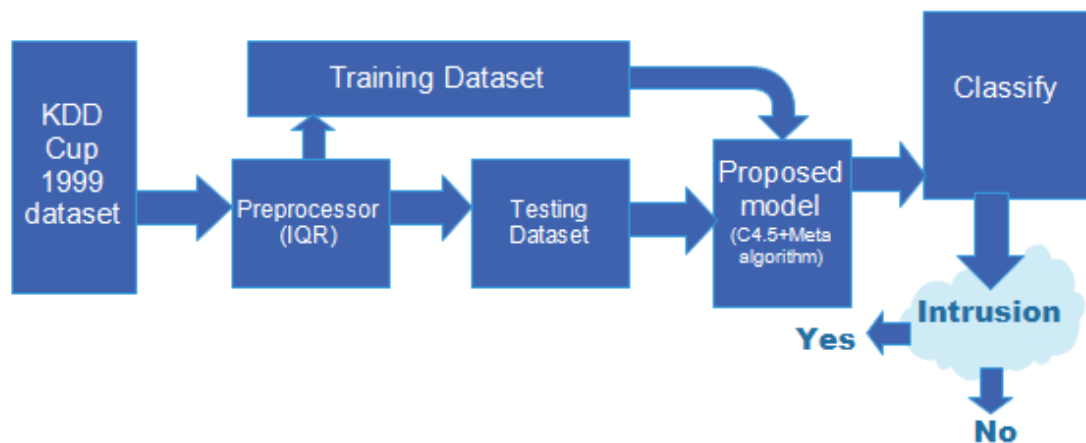 KDD
Cup
1999
dataset
Training Dataset
Preprocessor
(IQR)
Testing
Dataset
Proposed
model
(C4.5+Meta
algorithm)
Classify
Intrusion
Yes
No